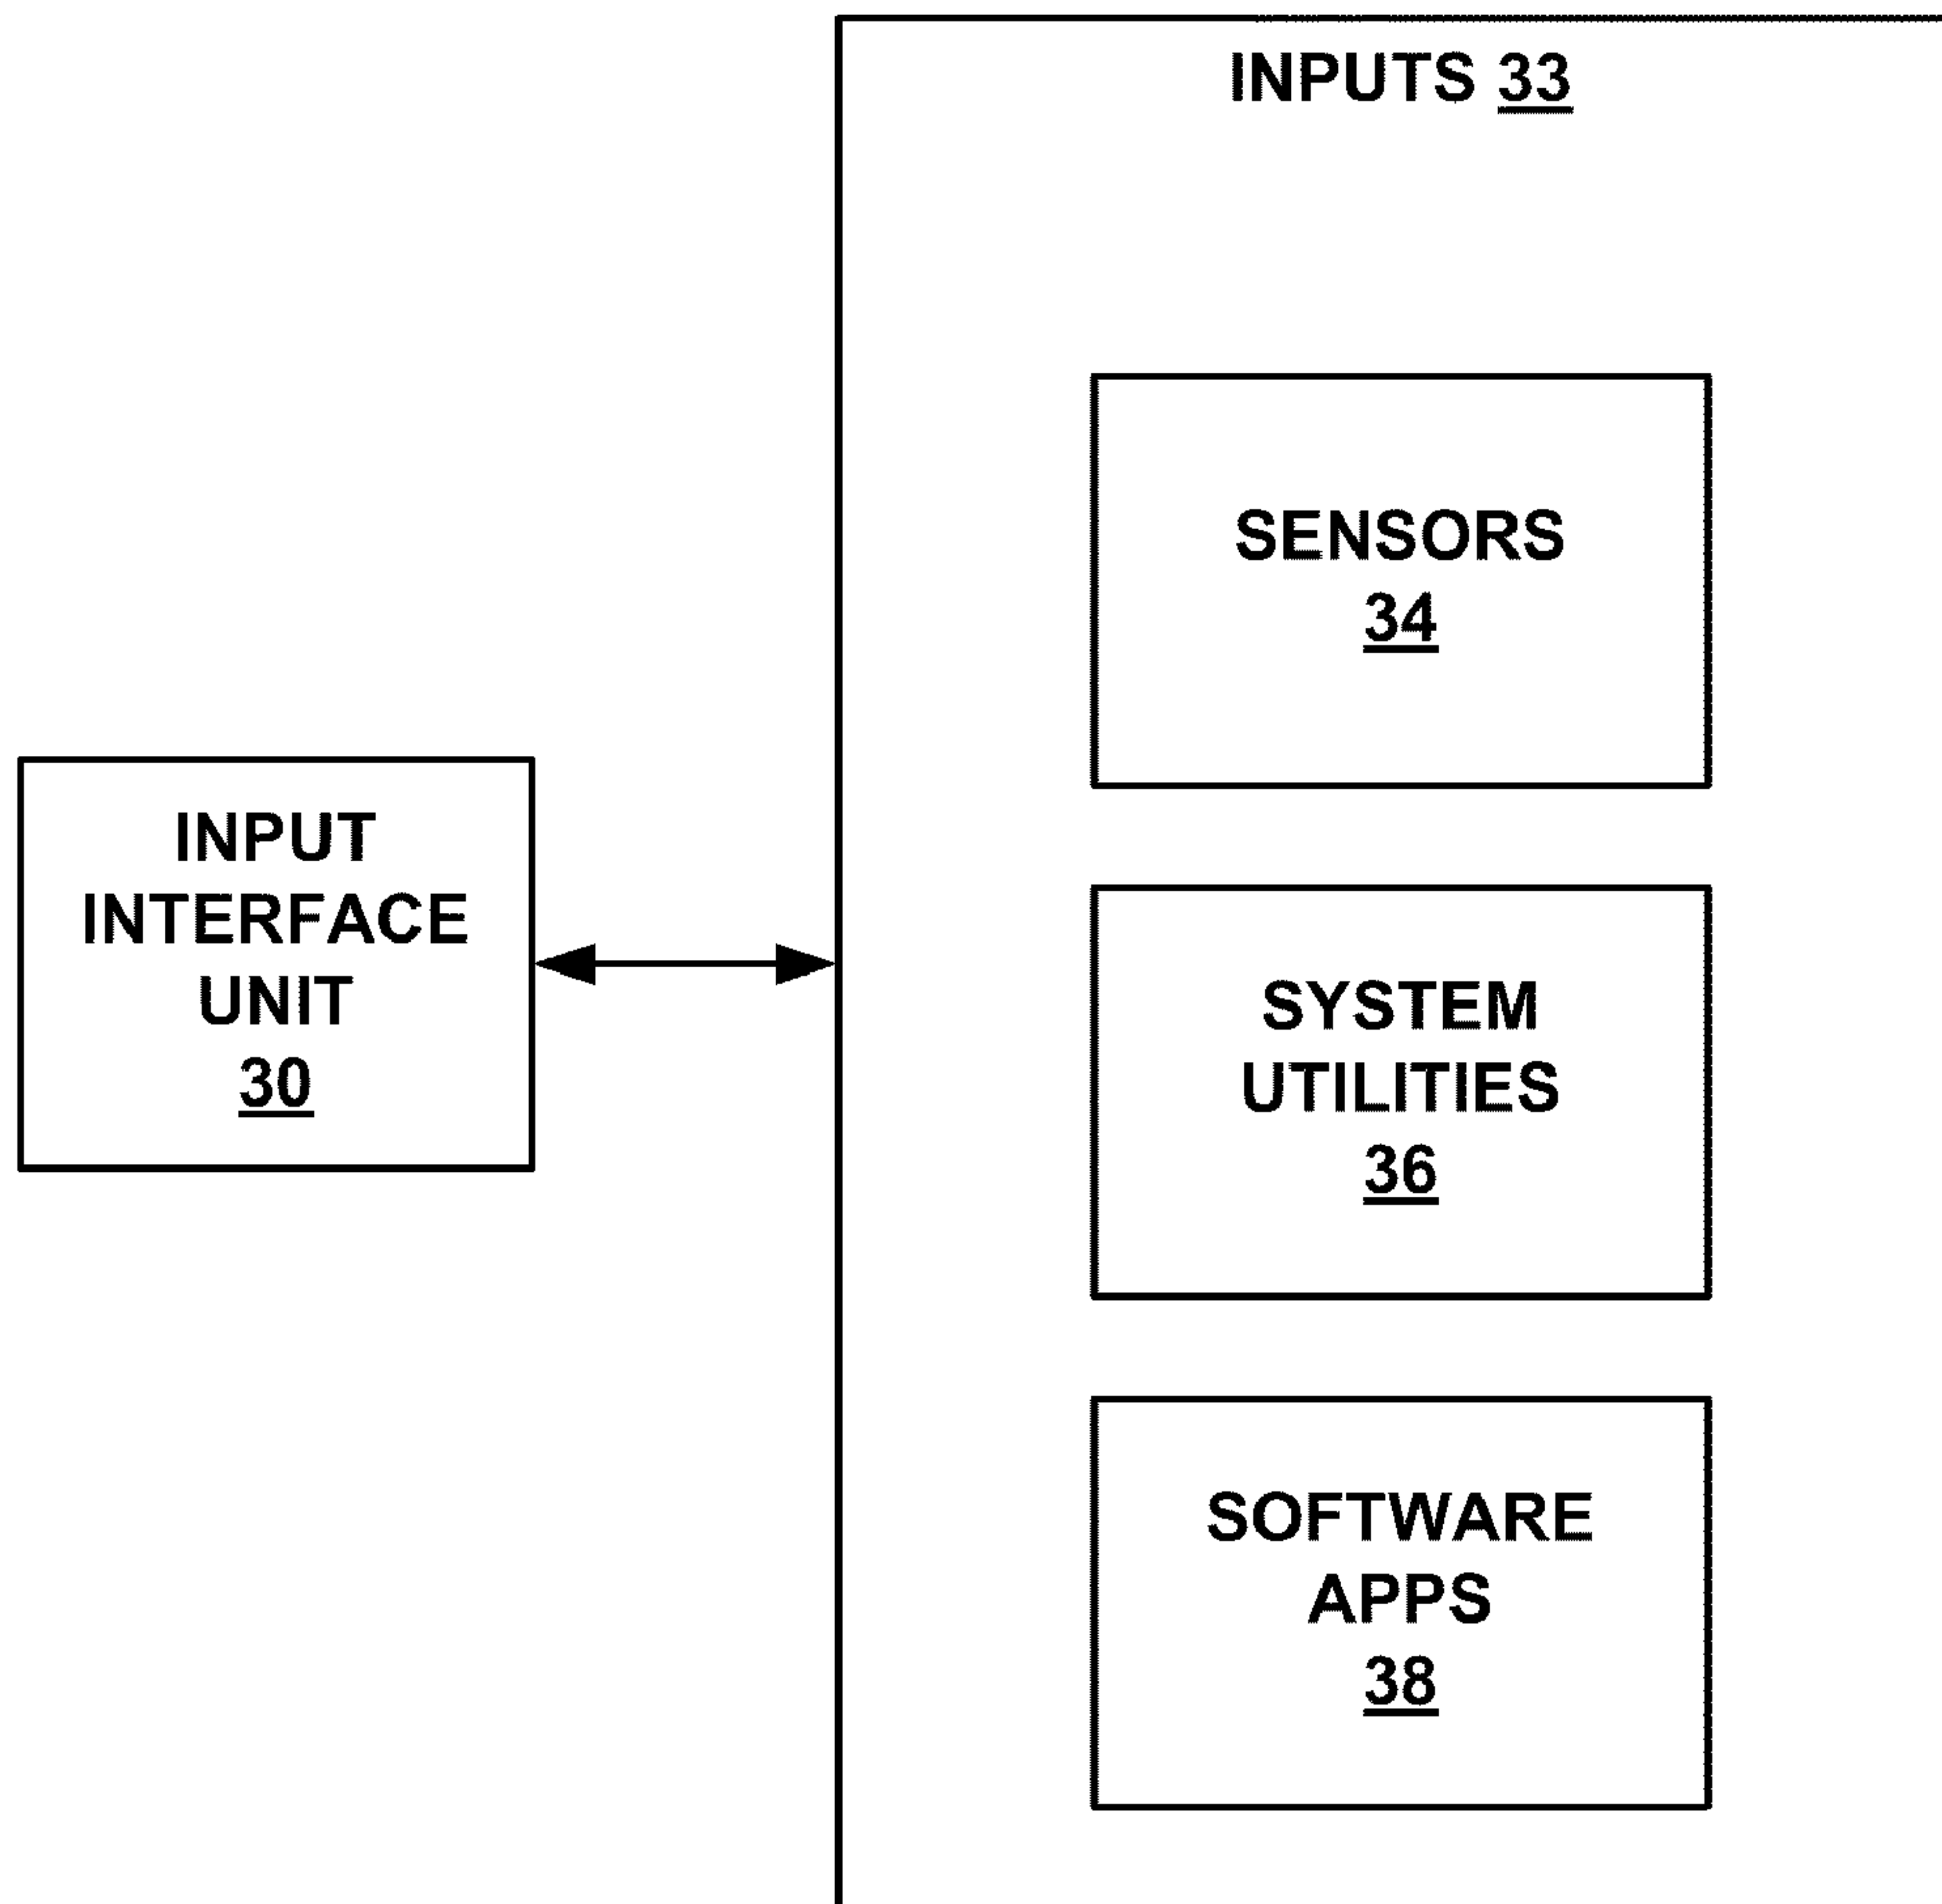 INPUTS 33
SENSORS
34
INPUT
INTERFACE
UNIT
30
SYSTEM
UTILITIES
36
SOFTWARE
APPS
38